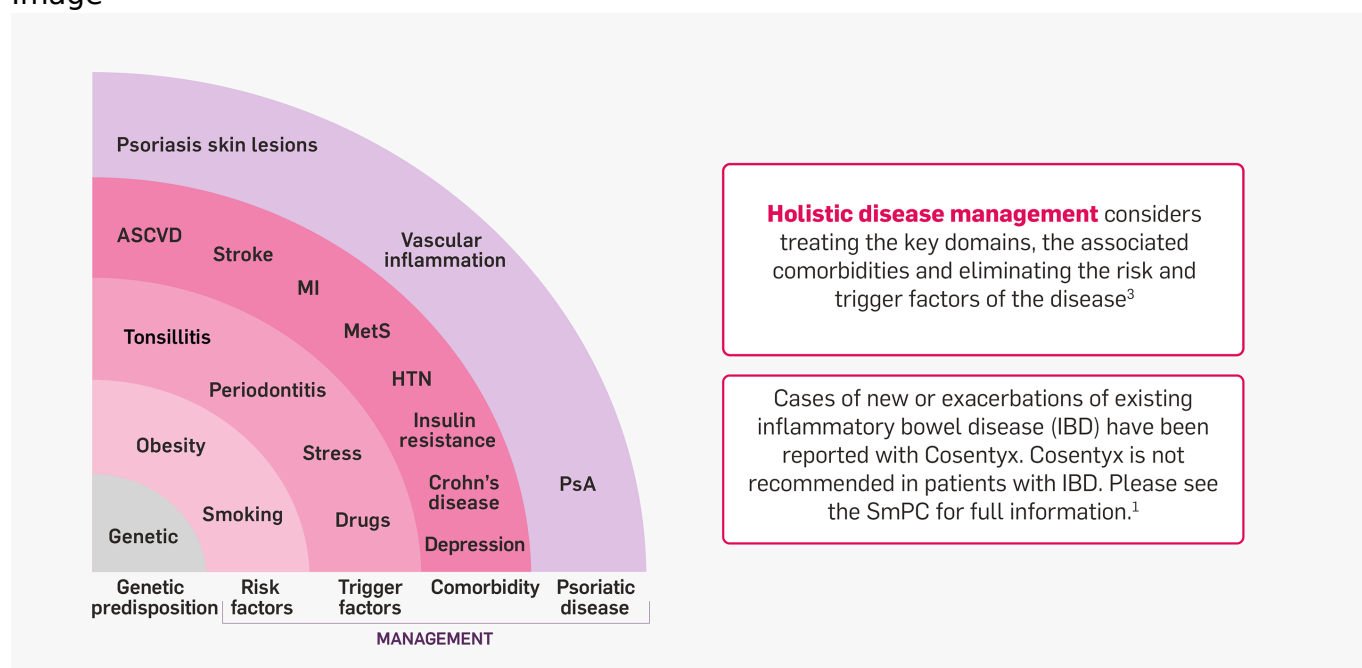 Image
Psoriasis skin lesions
Vascular
inflammation
PsA
ASCVD
Stroke
MI
MetS
HTN
Insulin
resistance
Crohn’s
disease
Depression
Tonsillitis
Periodontitis
Stress
Drugs
Obesity
Smoking
Genetic
Genetic
predisposition
Risk
factors
Trigger
factors
Comorbidity
Psoriatic
disease
MANAGEMENT
Holistic disease management considers
treating the key domains, the associated
comorbidities and eliminating the risk and
trigger factors of the disease³
Cases of new or exacerbations of existing
inflammatory bowel disease (IBD) have been
reported with Cosentyx. Cosentyx is not
recommended in patients with IBD. Please see
the SmPC for full information.¹